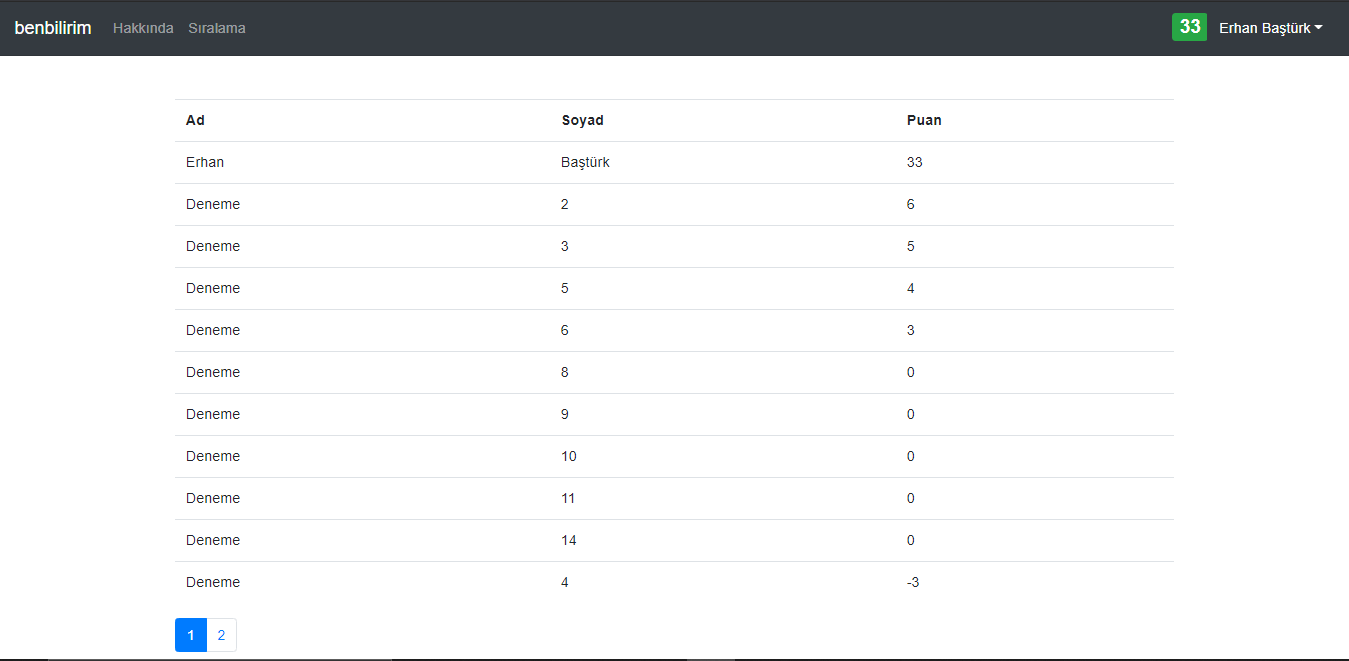 benbilirim Hakkında Sıralama 33 Erhan Baştürk
Ad Soyad Puan
Erhan Baştürk 33
Deneme 2 6
Deneme 3 5
Deneme 5 4
Deneme 6 3
Deneme 8 0
Deneme 9 0
Deneme 10 0
Deneme 11 0
Deneme 14 0
Deneme 4 -3
1 2